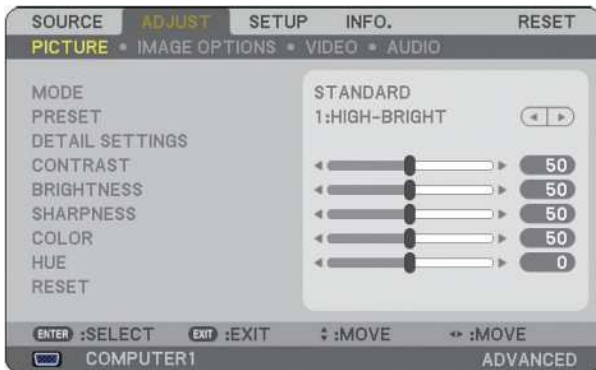 SOURCE ADJUST SETUP INFO. RESET
PICTURE • IMAGE OPTIONS • VIDEO • AUDIO
MODE STANDARD
PRESET 1:HIGH-BRIGHT
DETAIL SETTINGS
CONTRAST 50
BRIGHTNESS 50
SHARPNESS 50
COLOR 50
HUE 0
RESET
ENTER :SELECT EXIT :EXIT :MOVE :MOVE
COMPUTER1 ADVANCED